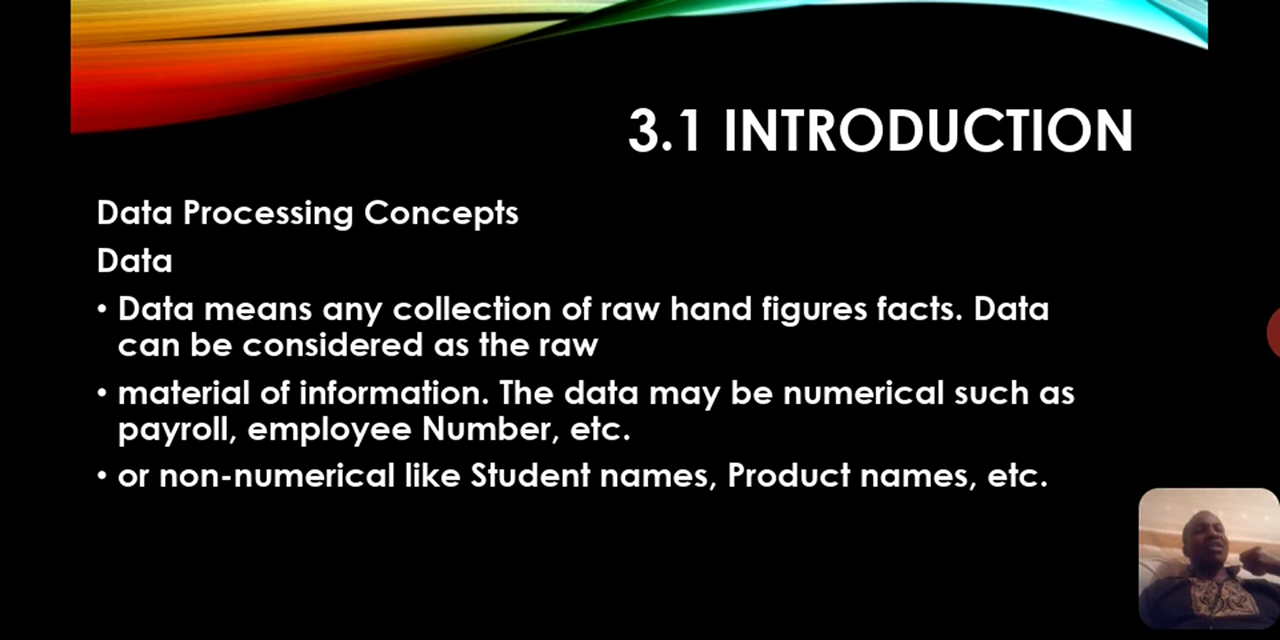 3.1 INTRODUCTION
Data Processing Concepts
Data
• Data means any collection of raw hand figures facts. Data
can be considered as the raw
• material of information. The data may be numerical such as
payroll, employee Number, etc.
• or non-numerical like Student names, Product names, etc.